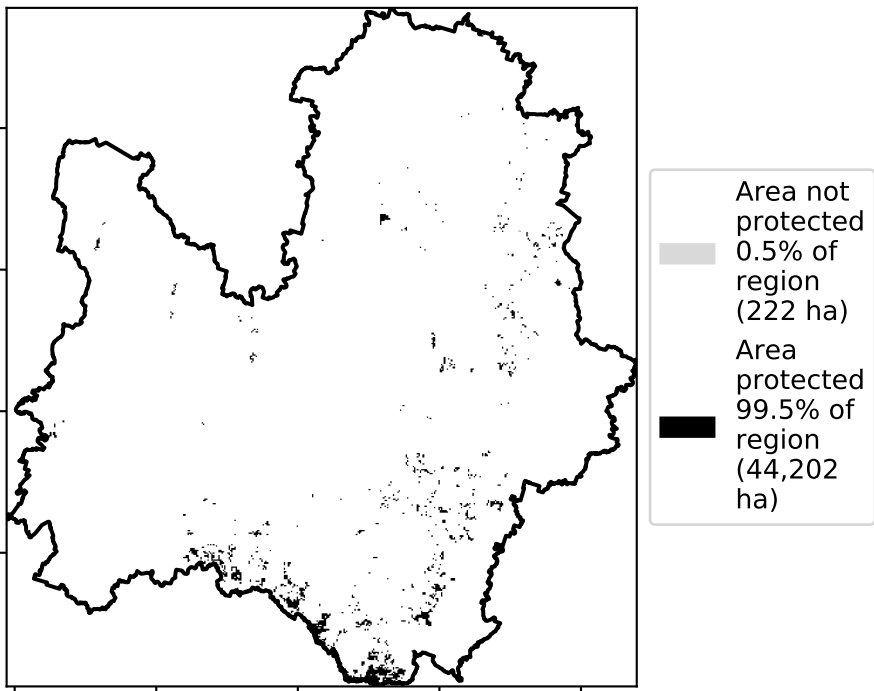 Area not
protected
0.5% of
region
(222 ha)
Area
protected
99.5% of
region
(44,202
ha)